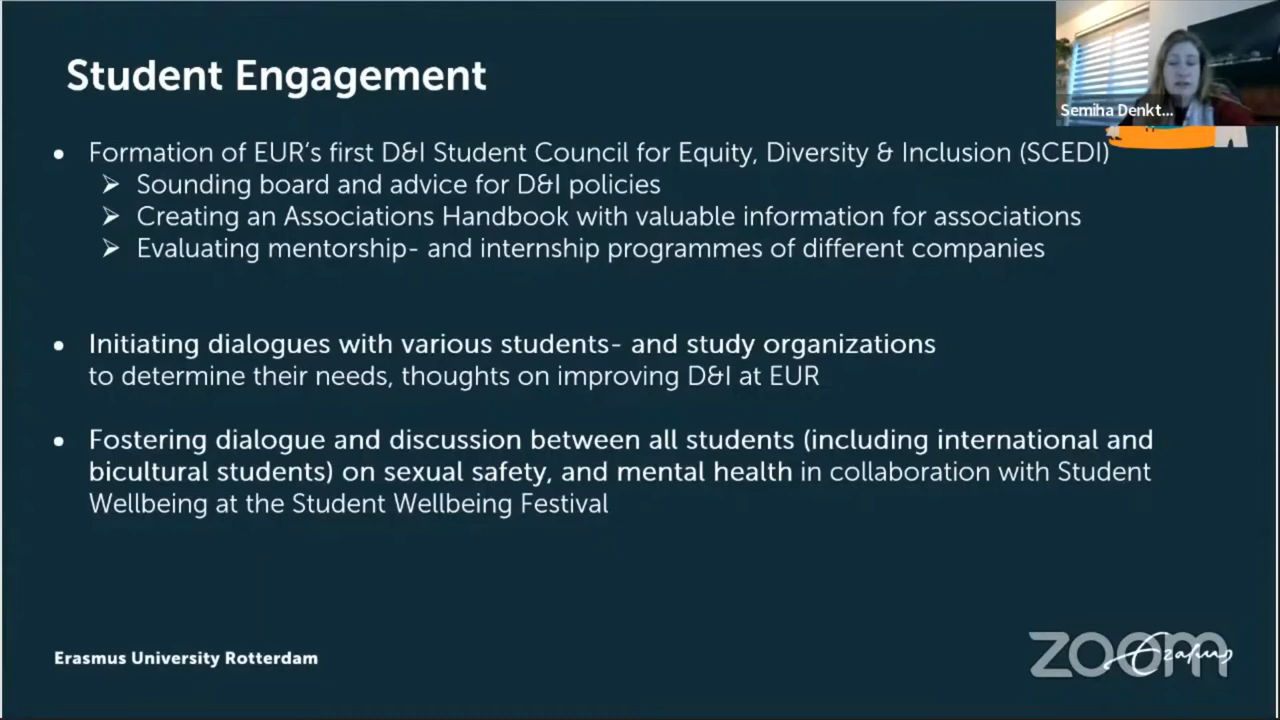 Student Engagement
Semiha Denkt...
• Formation of EUR's first D&I Student Council for Equity, Diversity & Inclusion (SCEDI)
➢ Sounding board and advice for D&I policies
➢ Creating an Associations Handbook with valuable information for associations
➢ Evaluating mentorship- and internship programmes of different companies
• Initiating dialogues with various students- and study organizations
to determine their needs, thoughts on improving D&I at EUR
• Fostering dialogue and discussion between all students (including international and
bicultural students) on sexual safety, and mental health in collaboration with Student
Wellbeing at the Student Wellbeing Festival
Erasmus University Rotterdam
zoom
Erasmus